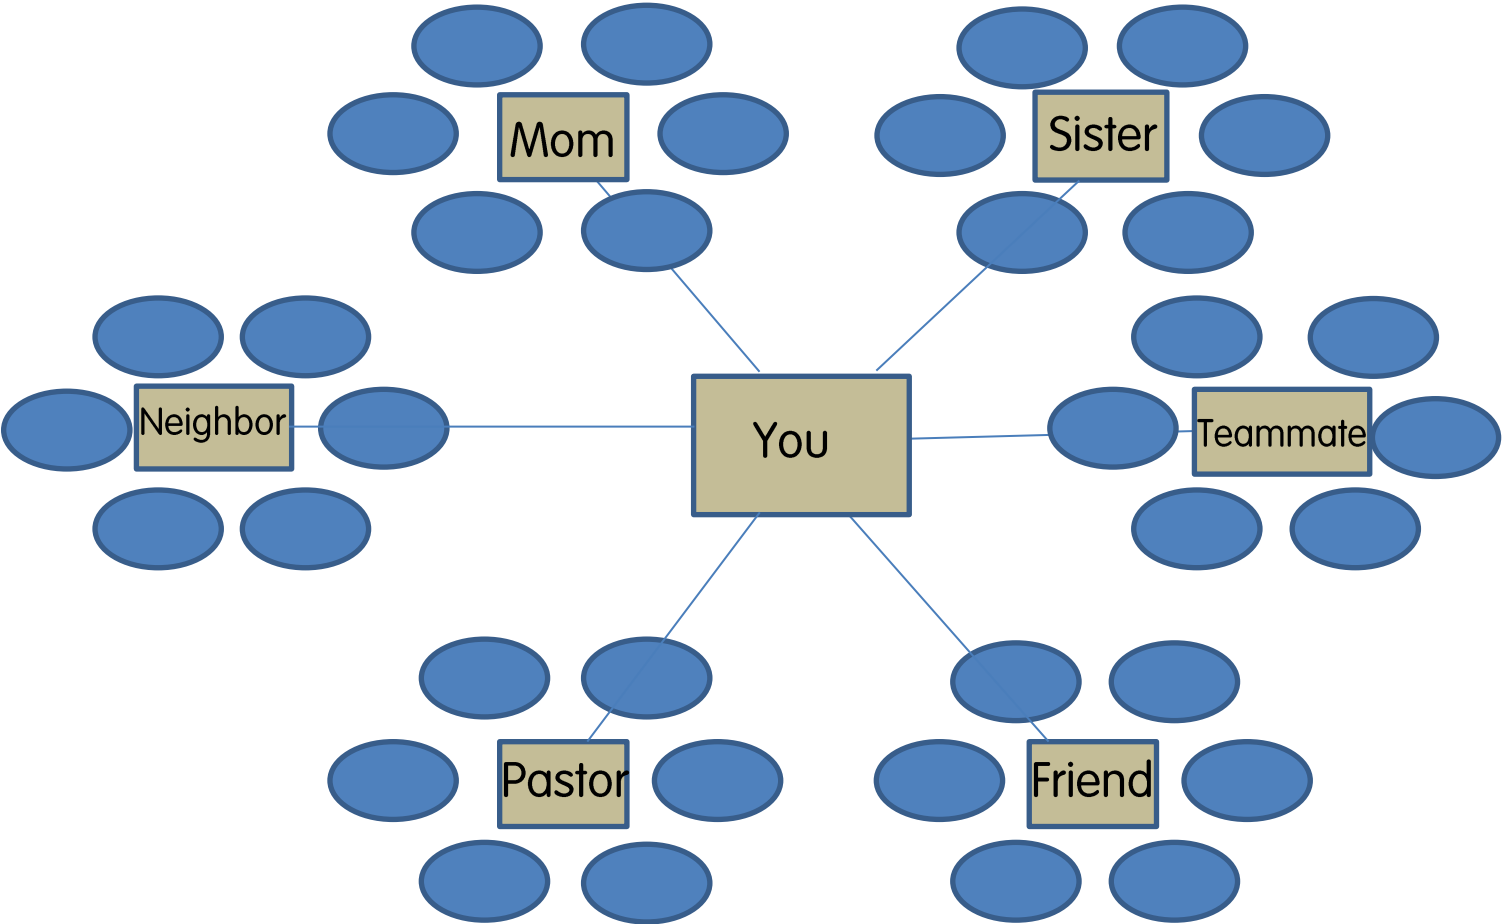 Mom
Sister
Neighbor
You
Teammate
Pastor
Friend